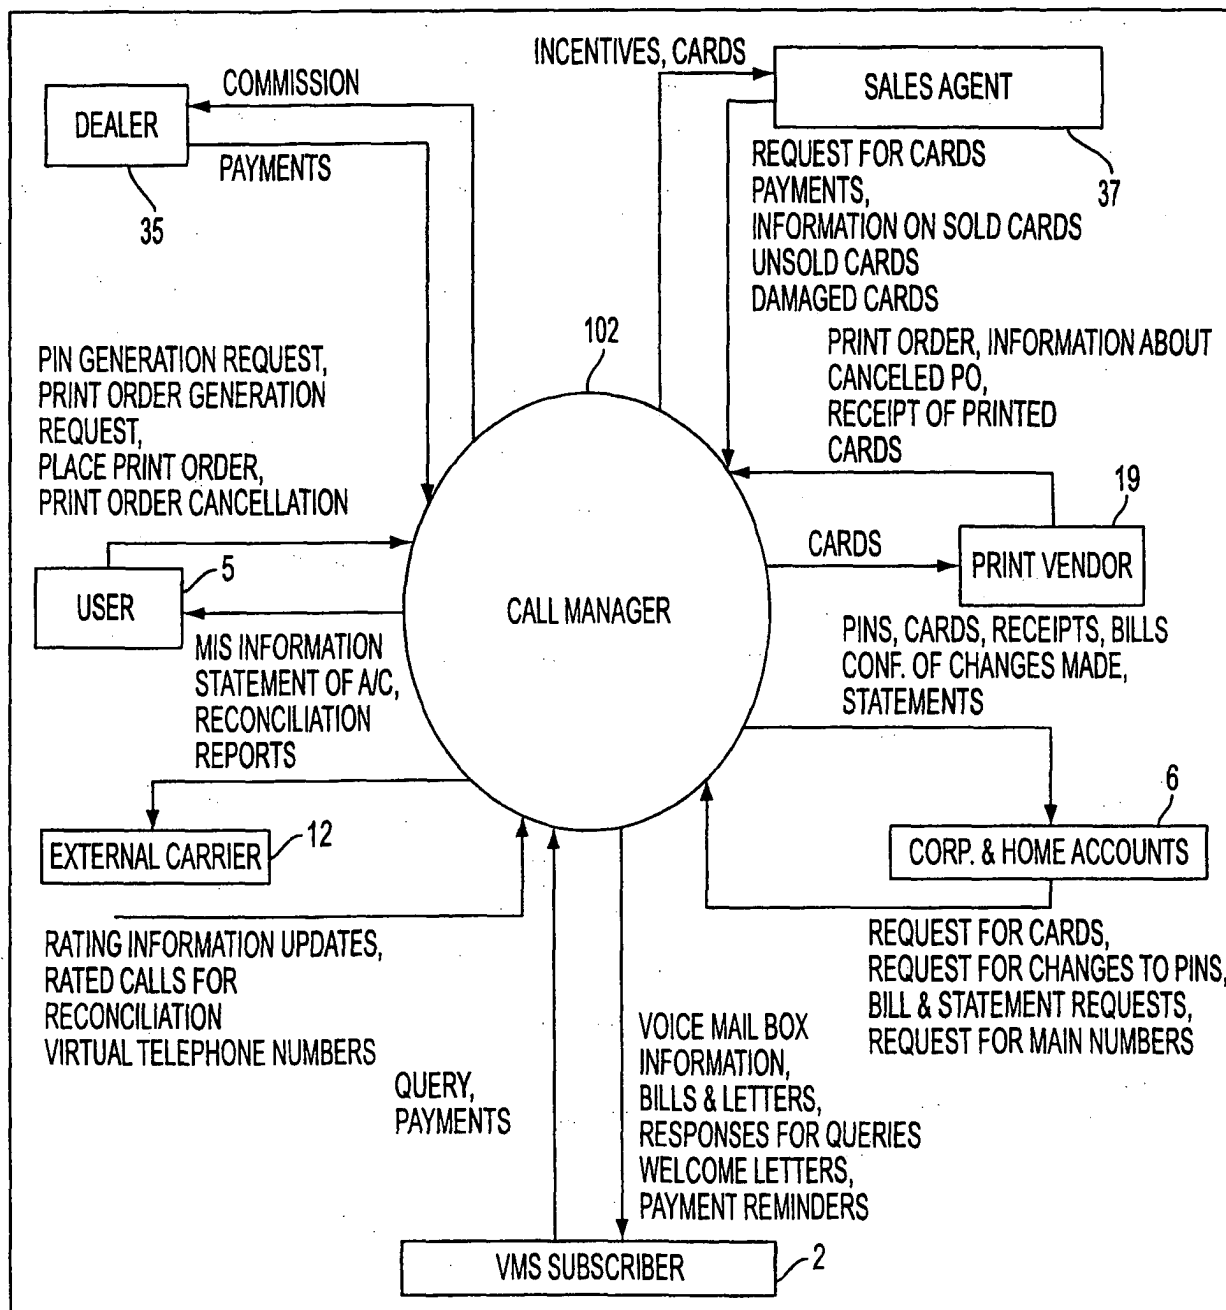 INCENTIVES, CARDS
SALES AGENT
37
COMMISSION
DEALER
PAYMENTS
35
REQUEST FOR CARDS
PAYMENTS,
INFORMATION ON SOLD CARDS
UNSOLD CARDS
DAMAGED CARDS
102
PRINT ORDER, INFORMATION ABOUT
CANCELED PO,
RECEIPT OF PRINTED
CARDS
PIN GENERATION REQUEST,
PRINT ORDER GENERATION
REQUEST,
PLACE PRINT ORDER,
PRINT ORDER CANCELLATION
19
CARDS
PRINT VENDOR
5
USER
CALL MANAGER
MIS INFORMATION
STATEMENT OF A/C,
RECONCILIATION
REPORTS
PINS, CARDS, RECEIPTS, BILLS
CONF. OF CHANGES MADE,
STATEMENTS
6
CORP. & HOME ACCOUNTS
12
EXTERNAL CARRIER
RATING INFORMATION UPDATES,
RATED CALLS FOR
RECONCILIATION
VIRTUAL TELEPHONE NUMBERS
REQUEST FOR CARDS,
REQUEST FOR CHANGES TO PINS,
BILL & STATEMENT REQUESTS,
REQUEST FOR MAIN NUMBERS
QUERY,
PAYMENTS
VOICE MAIL BOX
INFORMATION,
BILLS & LETTERS,
RESPONSES FOR QUERIES
WELCOME LETTERS,
PAYMENT REMINDERS
VMS SUBSCRIBER
2